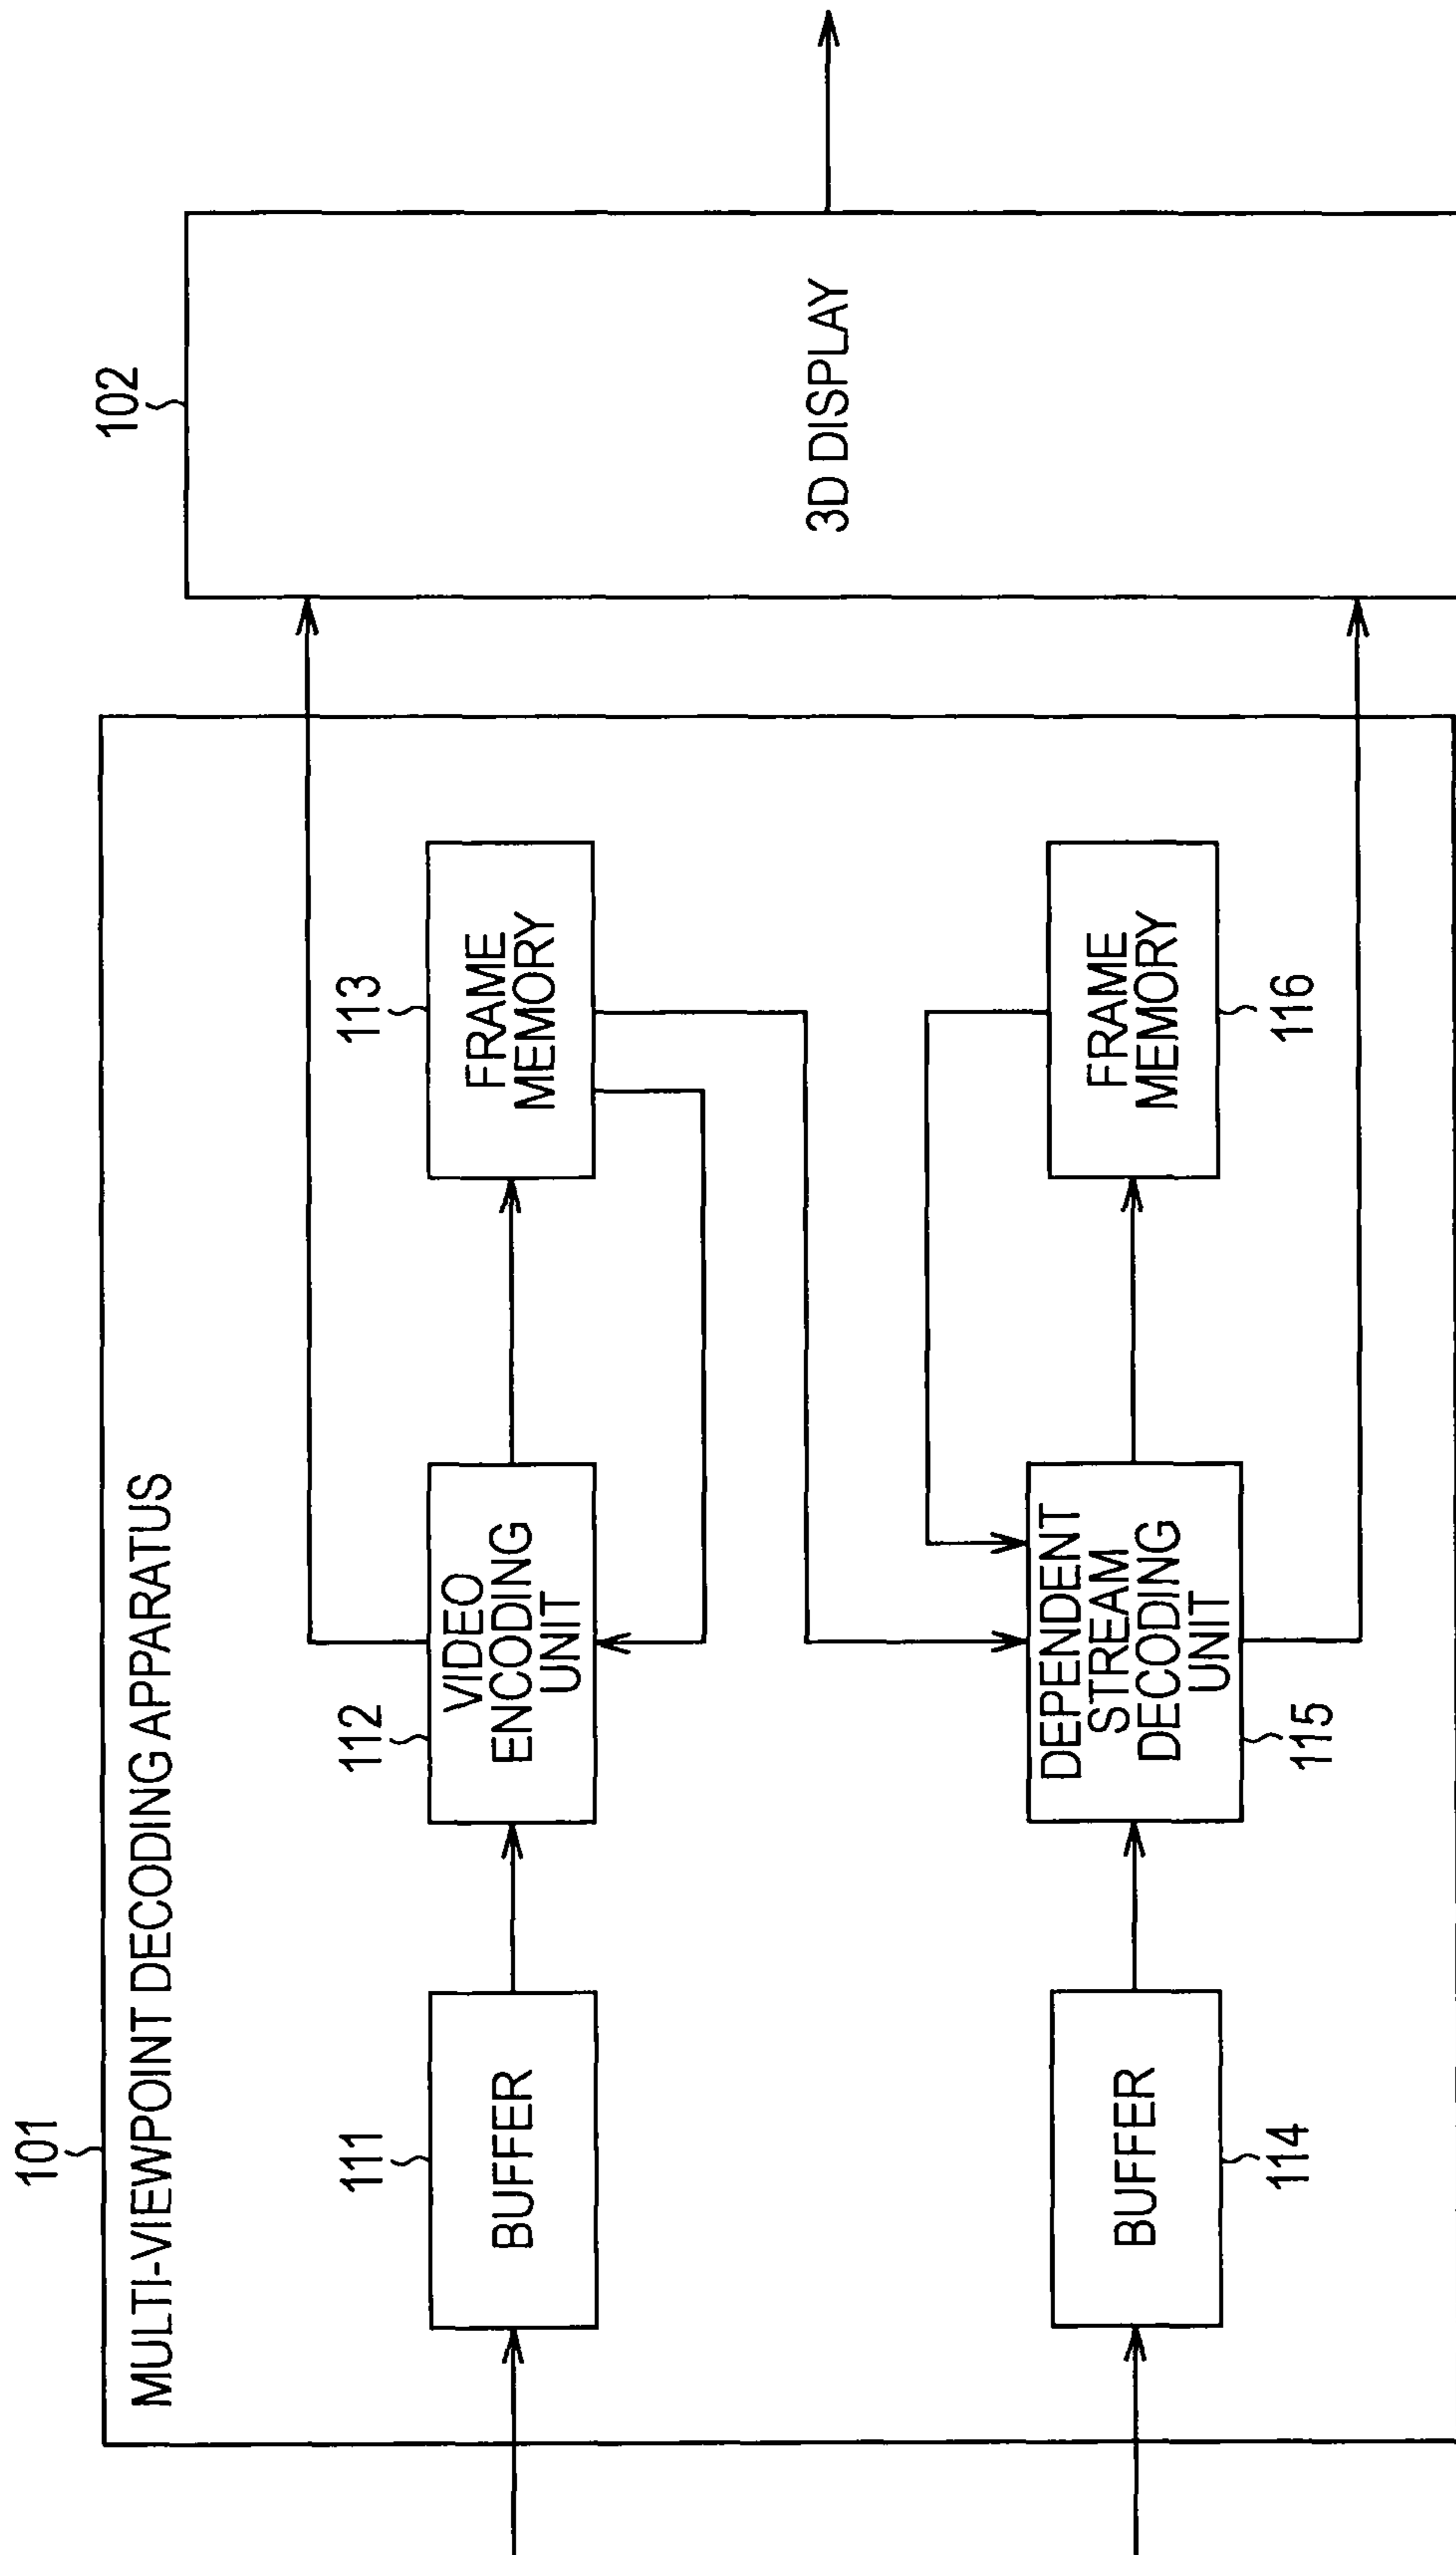 101
MULTI-VIEWPOINT DECODING APPARATUS
111
BUFFER
112
VIDEO
ENCODING
UNIT
113
FRAME
MEMORY
102
3D DISPLAY
BUFFER
114
DEPENDENT
STREAM
DECODING
UNIT
115
FRAME
MEMORY
116